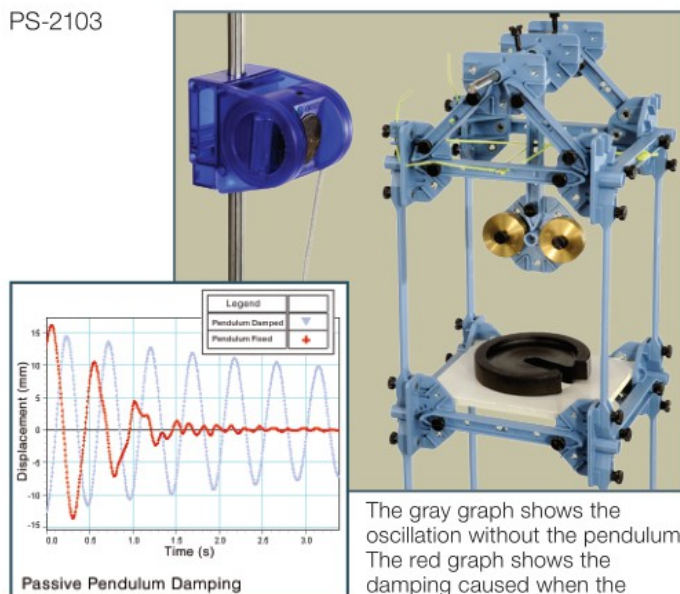 PS-2103
Legend
Pendulum Damped
Pendulum Fixed
Displacement (mm)
15
10
5
0
-5
-10
-15
0.0
0.5
1.0
1.5
2.0
2.5
3.0
Time (s)
Passive Pendulum Damping
The gray graph shows the
oscillation without the pendulum
The red graph shows the
damping caused when the